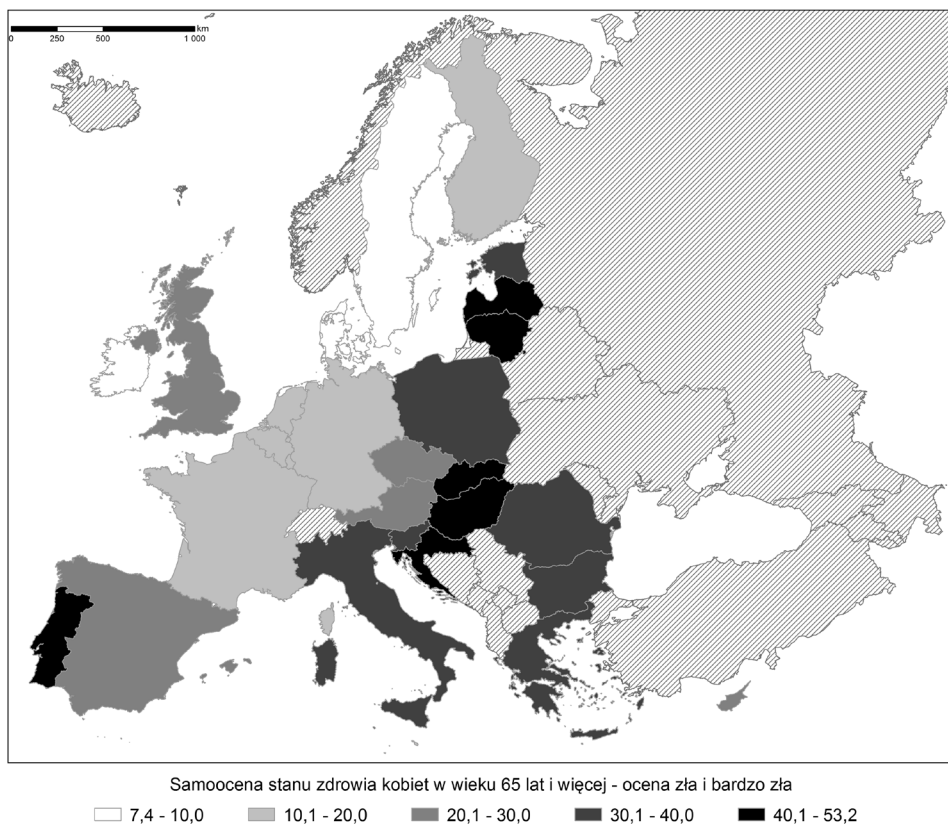 km
0 250 500 1 000
Samoocena stanu zdrowia kobiet w wieku 65 lat i więcej - ocena zła i bardzo zła
7,4 - 10,0 10,1 - 20,0 20,1 - 30,0 30,1 - 40,0 40,1 - 53,2